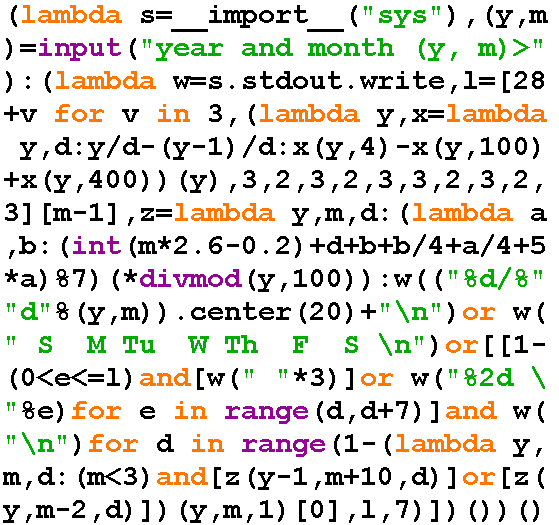 (lambda s=__import__("sys"),(y,m
)=input("year and month (y, m)>"
):(lambda w=s.stdout.write,l=[28
+v for v in 3,(lambda y,x=lambda
 y,d:y/d-(y-1)/d:x(y,4)-x(y,100)
+x(y,400))(y),3,2,3,2,3,3,2,3,2,
3][m-1],z=lambda y,m,d:(lambda a
,b:(int(m*2.6-0.2)+d+b+b/4+a/4+5
*a)%7)(*divmod(y,100)):w(("%d/%"
"d"%(y,m)).center(20)+"\n")or w(
" S  M Tu  W Th  F  S \n")or[[1-
(0<e<=l)and[w(" "*3)]or w("%2d \
"%e)for e in range(d,d+7)]and w(
"\n")for d in range(1-(lambda y,
m,d:(m<3)and[z(y-1,m+10,d)]or[z(
y,m-2,d)])(y,m,1)[0],l,7)])())()